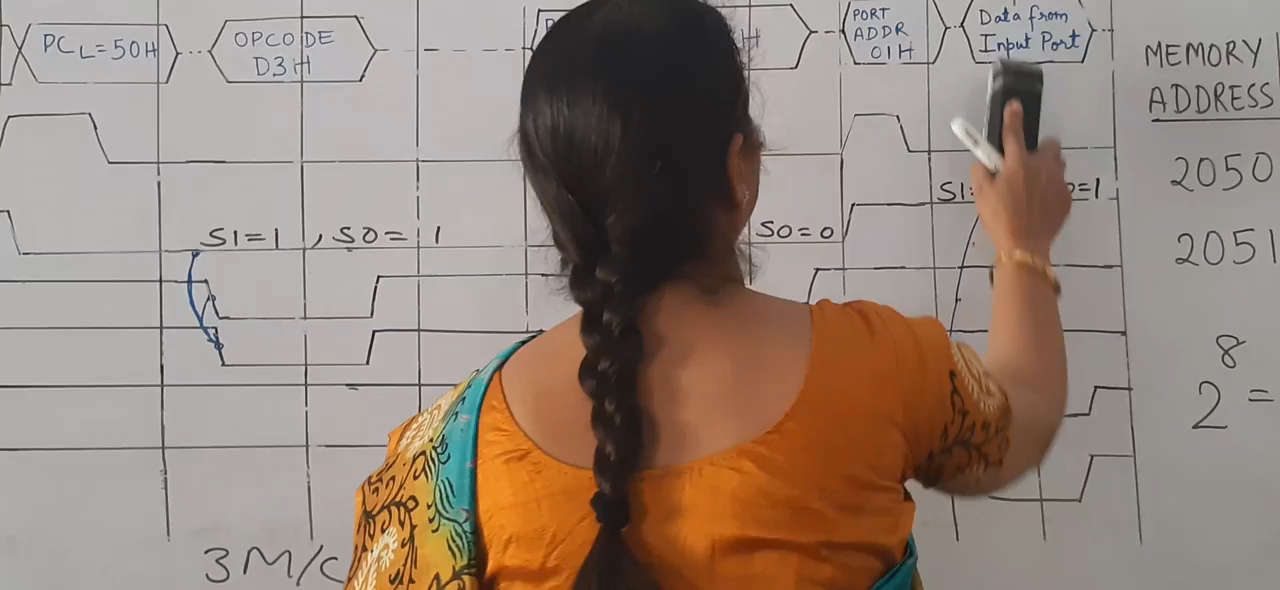 PCL=50H
OPCODE
D3H
PORT
ADDR
01H
Data from
Input Port
MEMORY
ADDRESS
2050
2051
S1=1 , S0=1
S0=0
S1=
=1
2^8 =
3 M/C